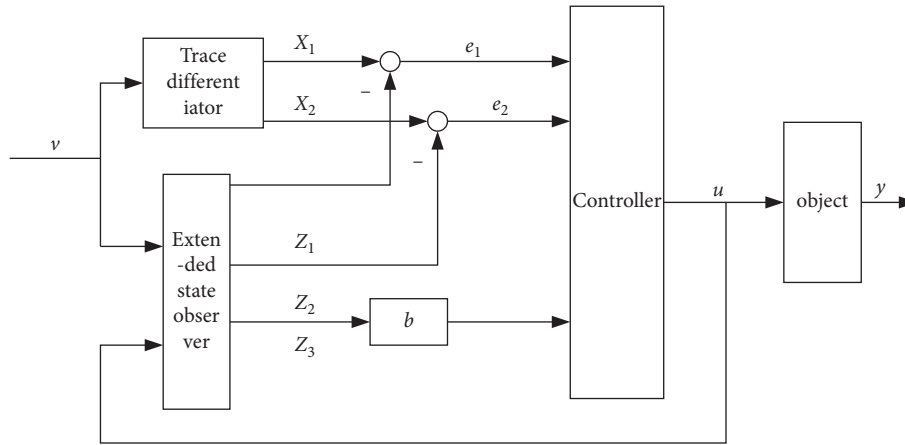 v
Trace
different
iator
X1
X2
–
–
e1
e2
Exten
-ded
state
obser
ver
Z1
Z2
Z3
b
Controller
u
object
y